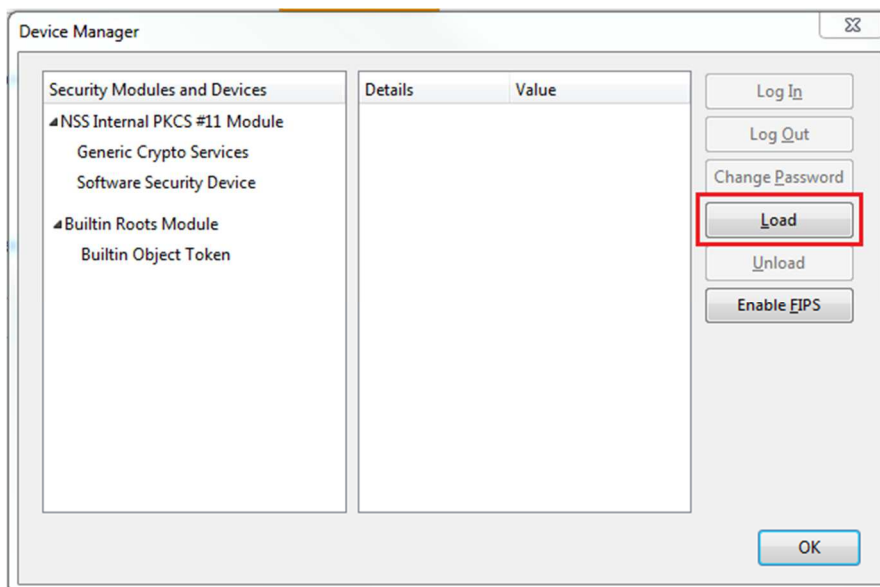 Device Manager
Security Modules and Devices
NSS Internal PKCS #11 Module
Generic Crypto Services
Software Security Device
Builtin Roots Module
Builtin Object Token
Details Value
Log In
Log Out
Change Password
Load
Unload
Enable FIPS
OK